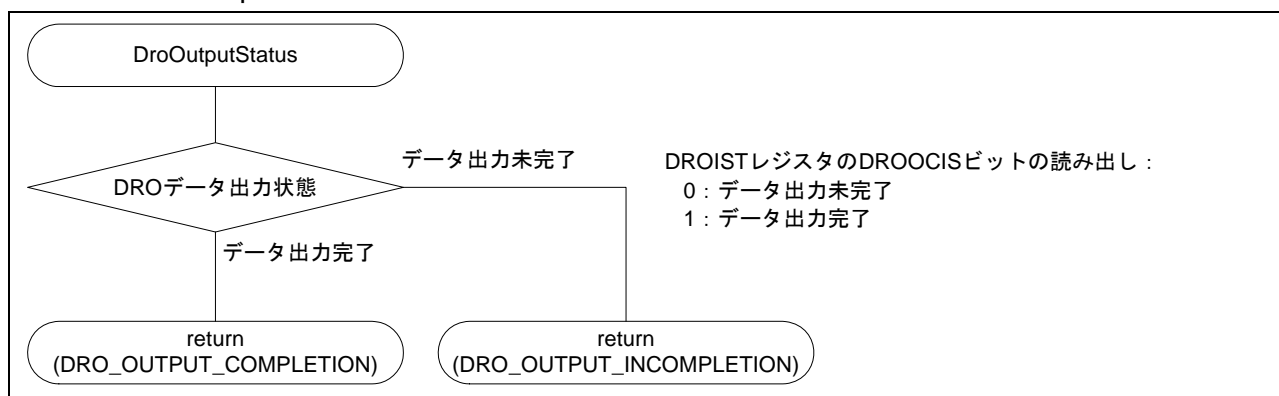 DroOutputStatus
データ出力未完了
DROISTレジスタのDROOCISビットの読み出し：
0：データ出力未完了
1：データ出力完了
DROデータ出力状態
データ出力完了
return
(DRO_OUTPUT_COMPLETION)
return
(DRO_OUTPUT_INCOMPLETION)